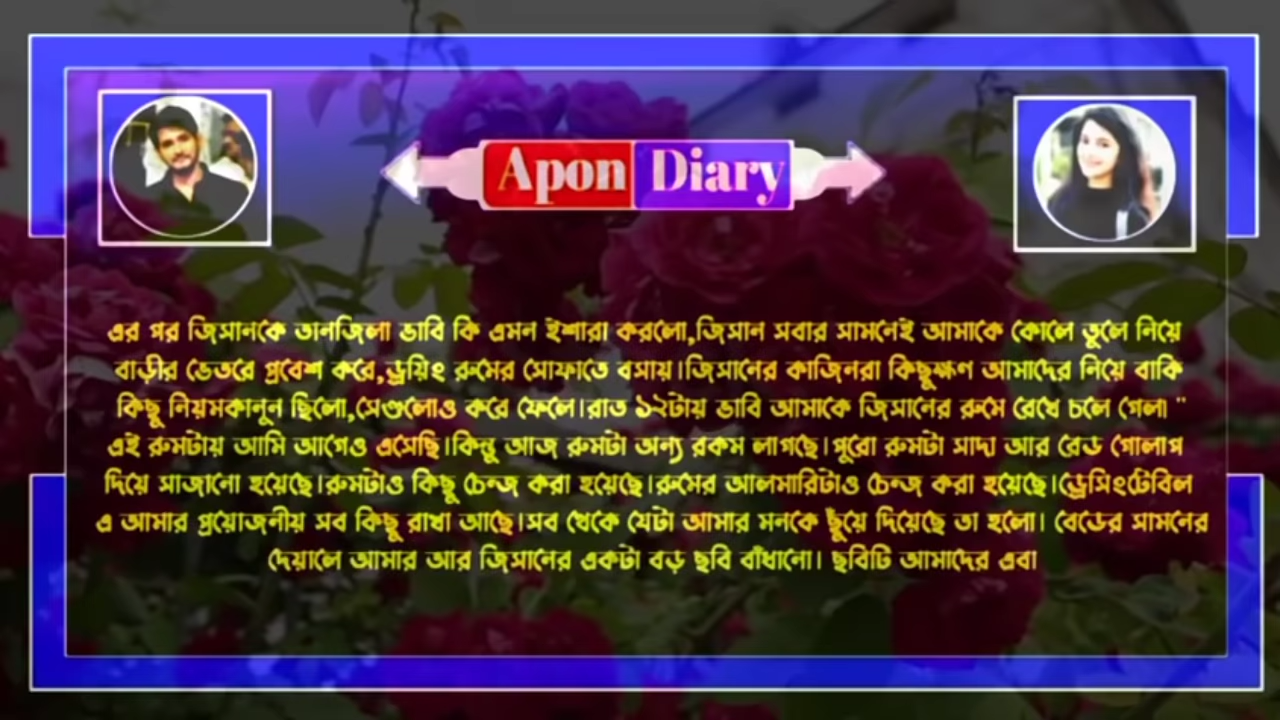 Apon Diary
এর পর জিসানকে তানজিলা ভাবি কি এমন ইশারা করলো,জিসান সবার সামনেই আমাকে কোলে তুলে নিয়ে
বাড়ীর ভেতরে প্রবেশ করে,ড্রয়িং রুমের সোফাতে বসায়।জিসানের কাজিনরা কিছুক্ষণ আমাদের নিয়ে বাকি
কিছু নিয়মকানুন ছিলো,সেগুলোও করে ফেলে।রাত ১২টায় ভাবি আমাকে জিসানের রুমে রেখে চলে গেলা "
এই রুমটায় আমি আগেও এসেছি।কিন্তু আজ রুমটা অন্য রকম লাগছে।পুরো রুমটা সাদা আর রেড গোলাপ
দিয়ে সাজানো হয়েছে।রুমটাও কিছু চেন্জ করা হয়েছে।রুমের আলমারিটাও চেন্জ করা হয়েছে।ড্রেসিংটেবিল
এ আমার প্রয়োজনীয় সব কিছু রাখা আছে।সব থেকে যেটা আমার মনকে ছুঁয়ে দিয়েছে তা হলো। বেডের সামনের
দেয়ালে আমার আর জিসানের একটা বড় ছবি বাঁধানো। ছবিটি আমাদের এবা